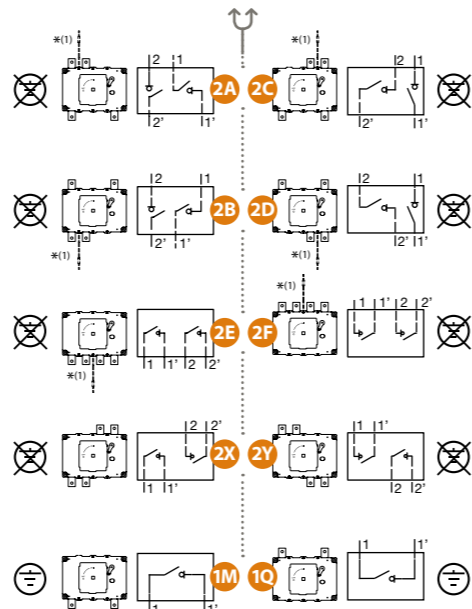 *(1) 2 1 2A 2' 1' 2C *(1) 2 1 2' 1'
2 1 2B 2' 1' *(1) 2D 2 1 2' 1' *(1)
2E 1 1' 2 2' *(1) 2F *(1) 1 1' 2 2'
2 2' 2X 1 1' 2Y 1 1' 2 2'
1M 1 1' 1Q 1 1'